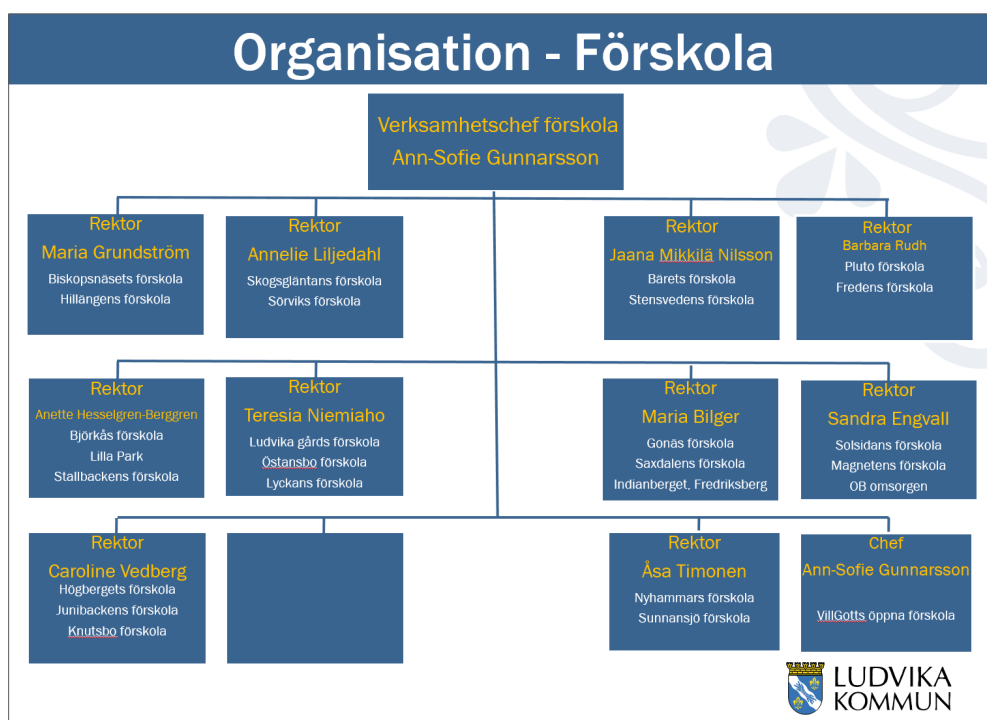 Organisation - Förskola
Verksamhetschef förskola
Ann-Sofie Gunnarsson
Rektor
Maria Grundström
Biskopsnäsets förskola
Hillängens förskola
Rektor
Annelie Liljedahl
Skogsgläntans förskola
Sörviks förskola
Rektor
Jaana Mikkilä Nilsson
Bärets förskola
Stensvedens förskola
Rektor
Barbara Rudh
Pluto förskola
Fredens förskola
Rektor
Anette Hesselgren-Berggren
Björkås förskola
Lilla Park
Stallbackens förskola
Rektor
Teresia Niemiaho
Ludvika gårds förskola
Östansbo förskola
Lyckans förskola
Rektor
Maria Bilger
Gonäs förskola
Saxdalens förskola
Indianberget, Fredriksberg
Rektor
Sandra Engvall
Solsidans förskola
Magnetens förskola
OB omsorgen
Rektor
Caroline Vedberg
Högbergets förskola
Junibackens förskola
Knutsbo förskola
Rektor
Åsa Timonen
Nyhammars förskola
Sunnansjö förskola
Chef
Ann-Sofie Gunnarsson
VillGotts öppna förskola
LUDVIKA
KOMMUN